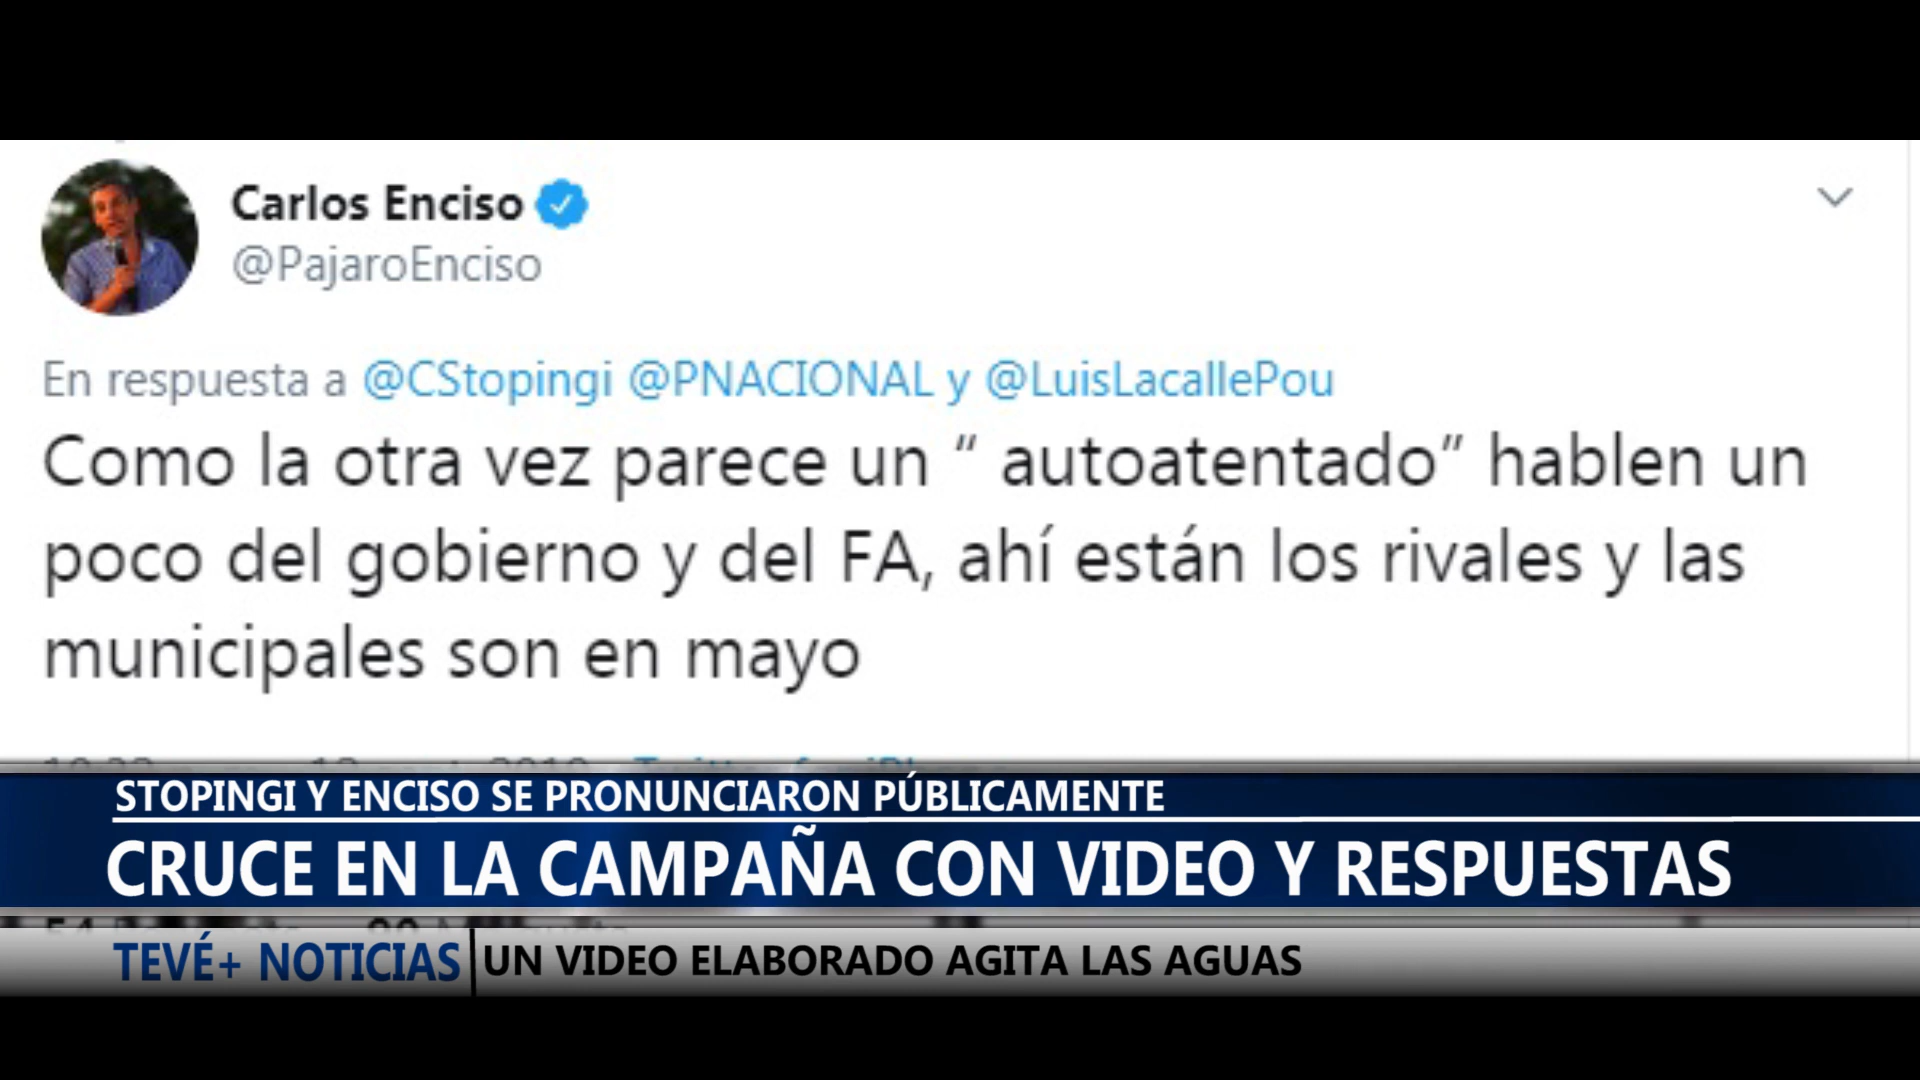 Carlos Enciso
@PajaroEnciso
En respuesta a @CStopingi @PNACIONAL y @LuisLacallePou
Como la otra vez parece un “ autoatentado” hablen un
poco del gobierno y del FA, ahí están los rivales y las
municipales son en mayo
STOPINGI Y ENCISO SE PRONUNCIARON PÚBLICAMENTE
CRUCE EN LA CAMPAÑA CON VIDEO Y RESPUESTAS
TEVÉ+ NOTICIAS UN VIDEO ELABORADO AGITA LAS AGUAS